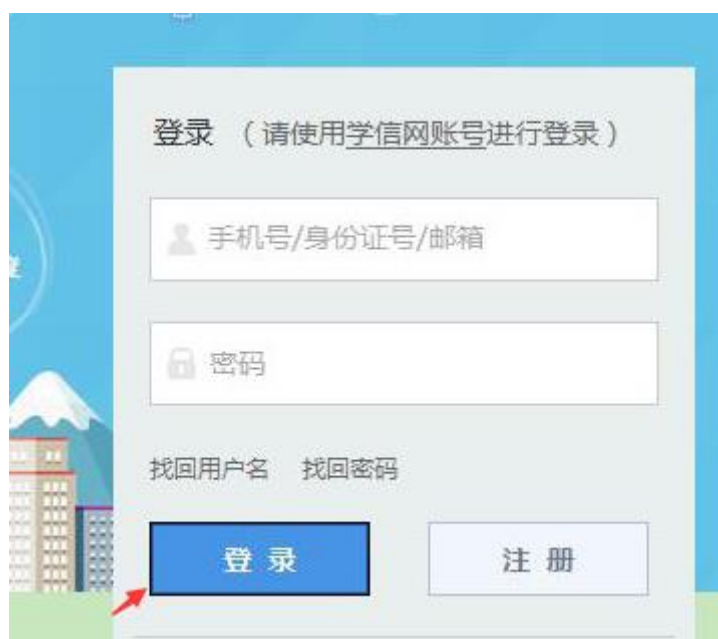 登录 （请使用学信网账号进行登录）
手机号/身份证号/邮箱
密码
找回用户名 找回密码
登 录 注 册